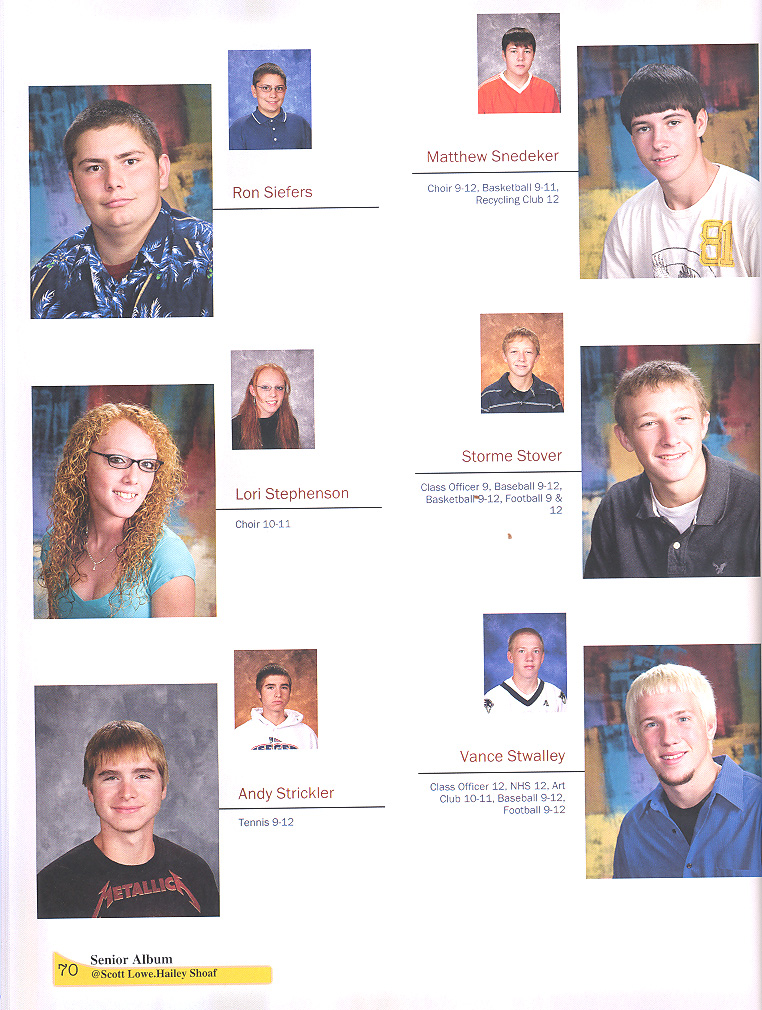 Ron Siefers
Matthew Snedeker
Choir 9-12, Basketball 9-11,
Recycling Club 12
81
Lori Stephenson
Choir 10-11
Storme Stover
Class Officer 9, Baseball 9-12,
Basketball 9-12, Football 9 &
12
Andy Strickler
Tennis 9-12
METALLICA
Vance Stwalley
Class Officer 12, NHS 12, Art
Club 10-11, Baseball 9-12,
Football 9-12
A
70
Senior Album
@Scott Lowe.Hailey Shoaf